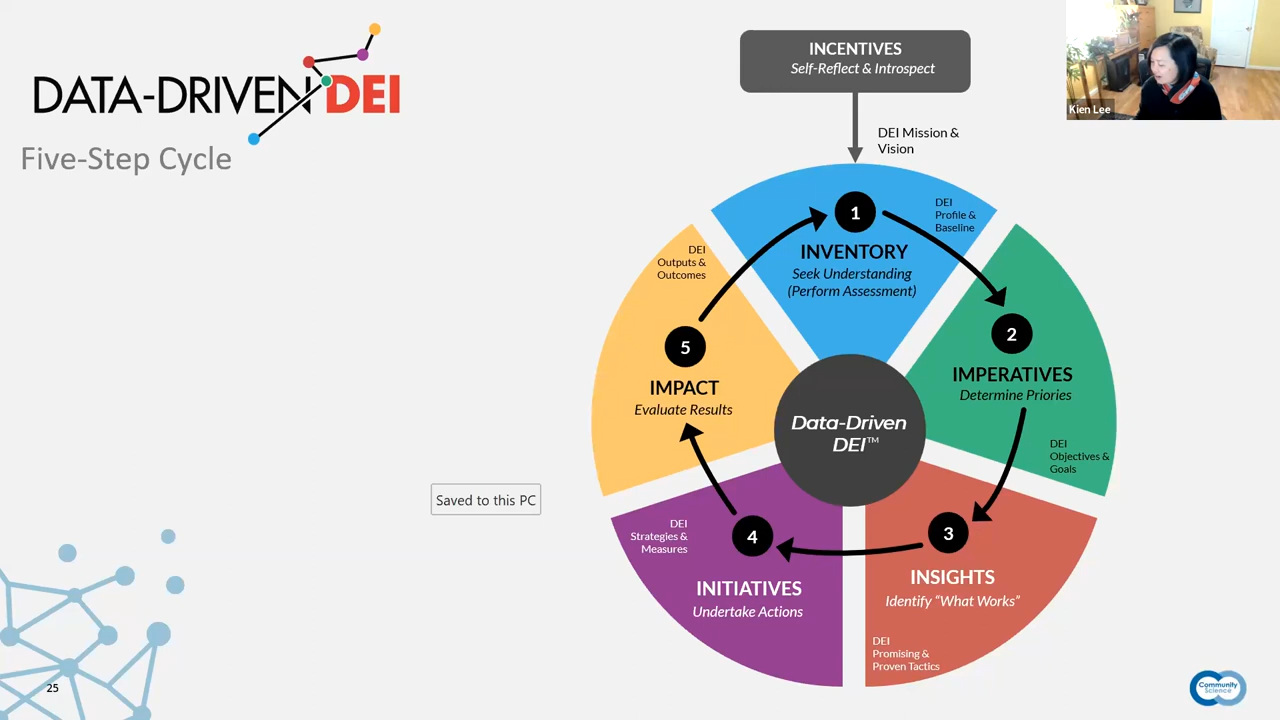 DATA-DRIVEN DEI
Five-Step Cycle
INCENTIVES
Self-Reflect & Introspect
Kien Lee
DEI Mission &
Vision
1
DEI
Profile &
Baseline
INVENTORY
Seek Understanding
(Perform Assessment)
2
IMPERATIVES
Determine Priories
DEI
Objectives &
Goals
3
INSIGHTS
Identify “What Works”
DEI
Promising &
Proven Tactics
4
DEI
Strategies &
Measures
INITIATIVES
Undertake Actions
5
DEI
Outputs &
Outcomes
IMPACT
Evaluate Results
Data-Driven
DEI™
Saved to this PC
25
Community
Science